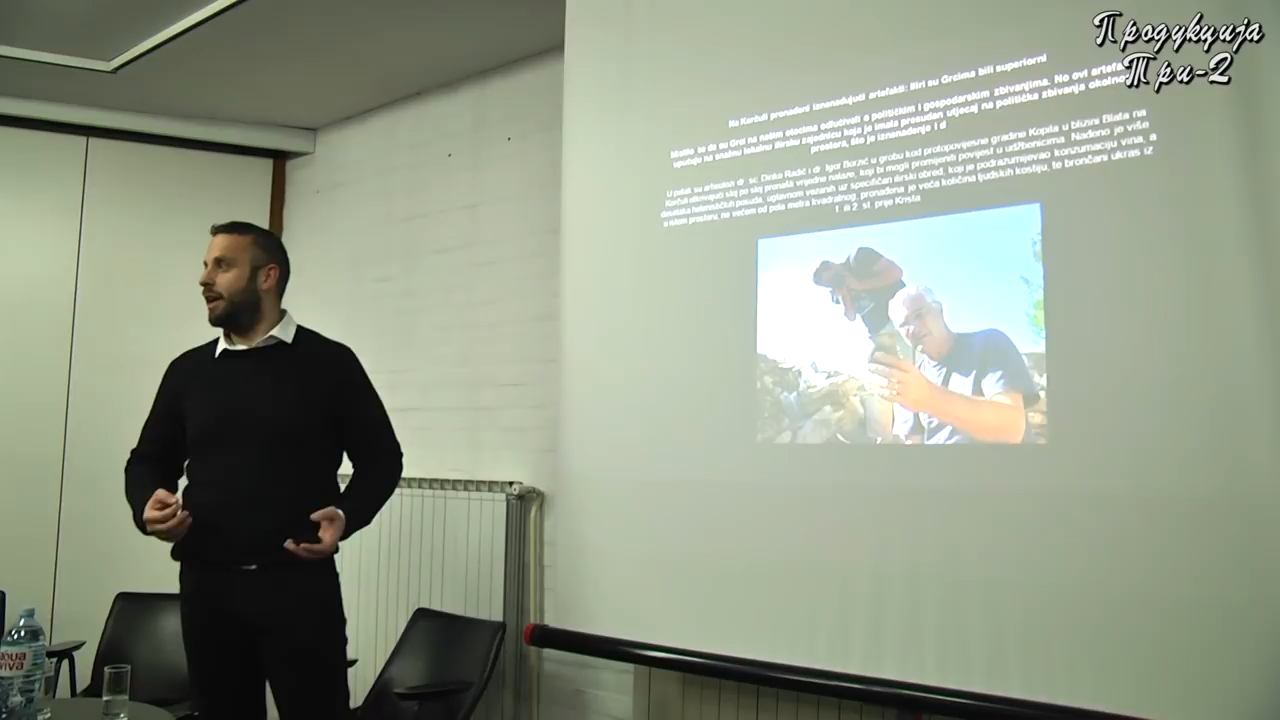 Продукција
Три-2
Na Korčuli pronađeni iznenađujući artefakti: Iliri su Grcima bili superiorni
Mislilo se da su Grci na našim otocima odlučivali o političkim i gospodarskim zbivanjima. No ovi artefakti
upućuju na snažnu lokalnu ilirsku zajednicu koja je imala presudan utjecaj na politička zbivanja okolnog
prostora, što je iznenađenje i d
U petak su arheolozi dr. sc. Dinko Radić i dr. Igor Borzić u grobu kod protopovijesne gradine Kopila u blizini Blata na
Korčuli otkrivajući sloj po sloj pronašli vrijedne nalaze, koji bi mogli promijeniti povijest u udžbenicima. Nađeno je više
desetaka helenističkih posuda, uglavnom vezanih uz specifičan ilirski obred, koji je podrazumijevao konzumaciju vina, a
u istom prostoru, ne većem od pola metra kvadratnog, pronađena je veća količina ljudskih kostiju, te brončani ukras iz
1. ili 2. st. prije Krista
aqua
viva